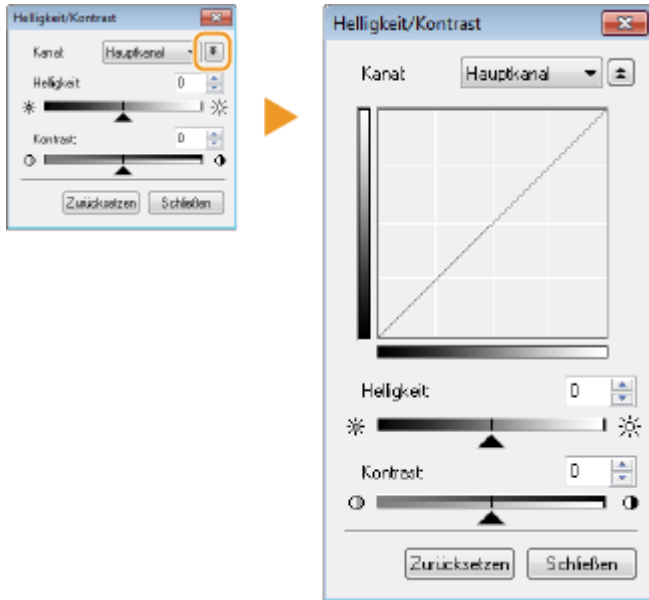 Helligkeit/Kontrast
Kanal: Hauptkanal
Helligkeit: 0
Kontrast: 0
Zurücksetzen Schließen
Helligkeit/Kontrast
Kanal: Hauptkanal
Helligkeit: 0
Kontrast: 0
Zurücksetzen Schließen